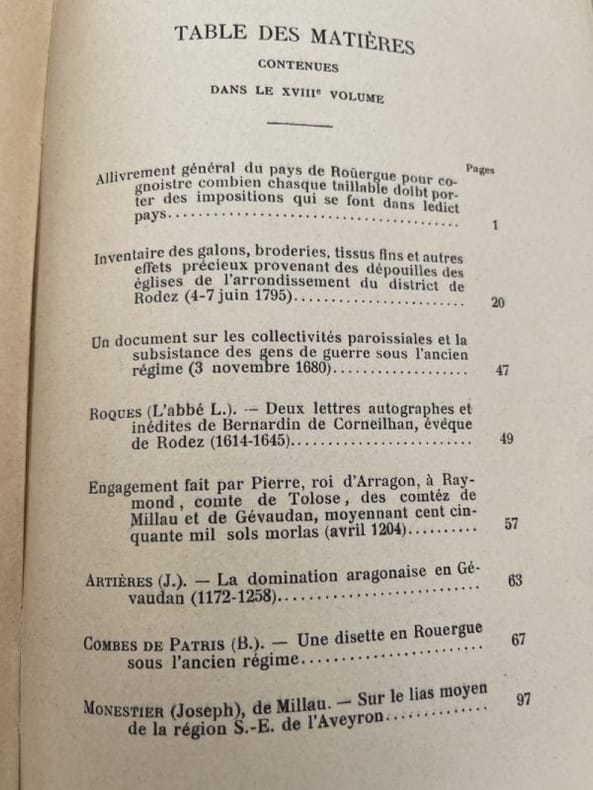 TABLE DES MATIÈRES
CONTENUES
DANS LE XVIIIe VOLUME
Pages
Allivrement général du pays de Roüergue pour co-
gnoistre combien chasque taillable doibt por-
ter des impositions qui se font dans ledict
pays........................................ 1
Inventaire des galons, broderies, tissus fins et autres
effets précieux provenant des dépouilles des
églises de l'arrondissement du district de
Rodez (4-7 juin 1795)....................... 20
Un document sur les collectivités paroissiales et la
subsistance des gens de guerre sous l'ancien
régime (3 novembre 1680).................. 47
ROQUES (L'abbé L.). — Deux lettres autographes et
inédites de Bernardin de Corneilhan, évêque
de Rodez (1614-1645)........................ 49
Engagement fait par Pierre, roi d'Arragon, à Ray-
mond, comte de Tolose, des comtéz de
Millau et de Gévaudan, moyennant cent cin-
quante mil sols morlas (avril 1204).......... 57
ARTIÈRES (J.). — La domination aragonaise en Gé-
vaudan (1172-1258)........................... 63
COMBES DE PATRIS (B.). — Une disette en Rouergue
sous l'ancien régime......................... 67
MONESTIER (Joseph), de Millau. — Sur le lias moyen
de la région S.-E. de l'Aveyron............. 97